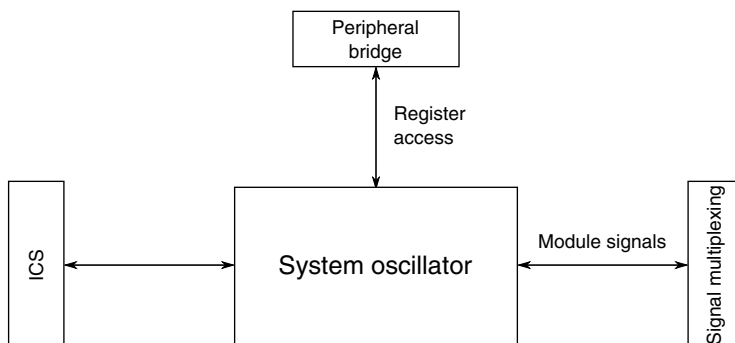 Peripheral
bridge
Register
access
ICS
System oscillator
Module signals
Signal multiplexing